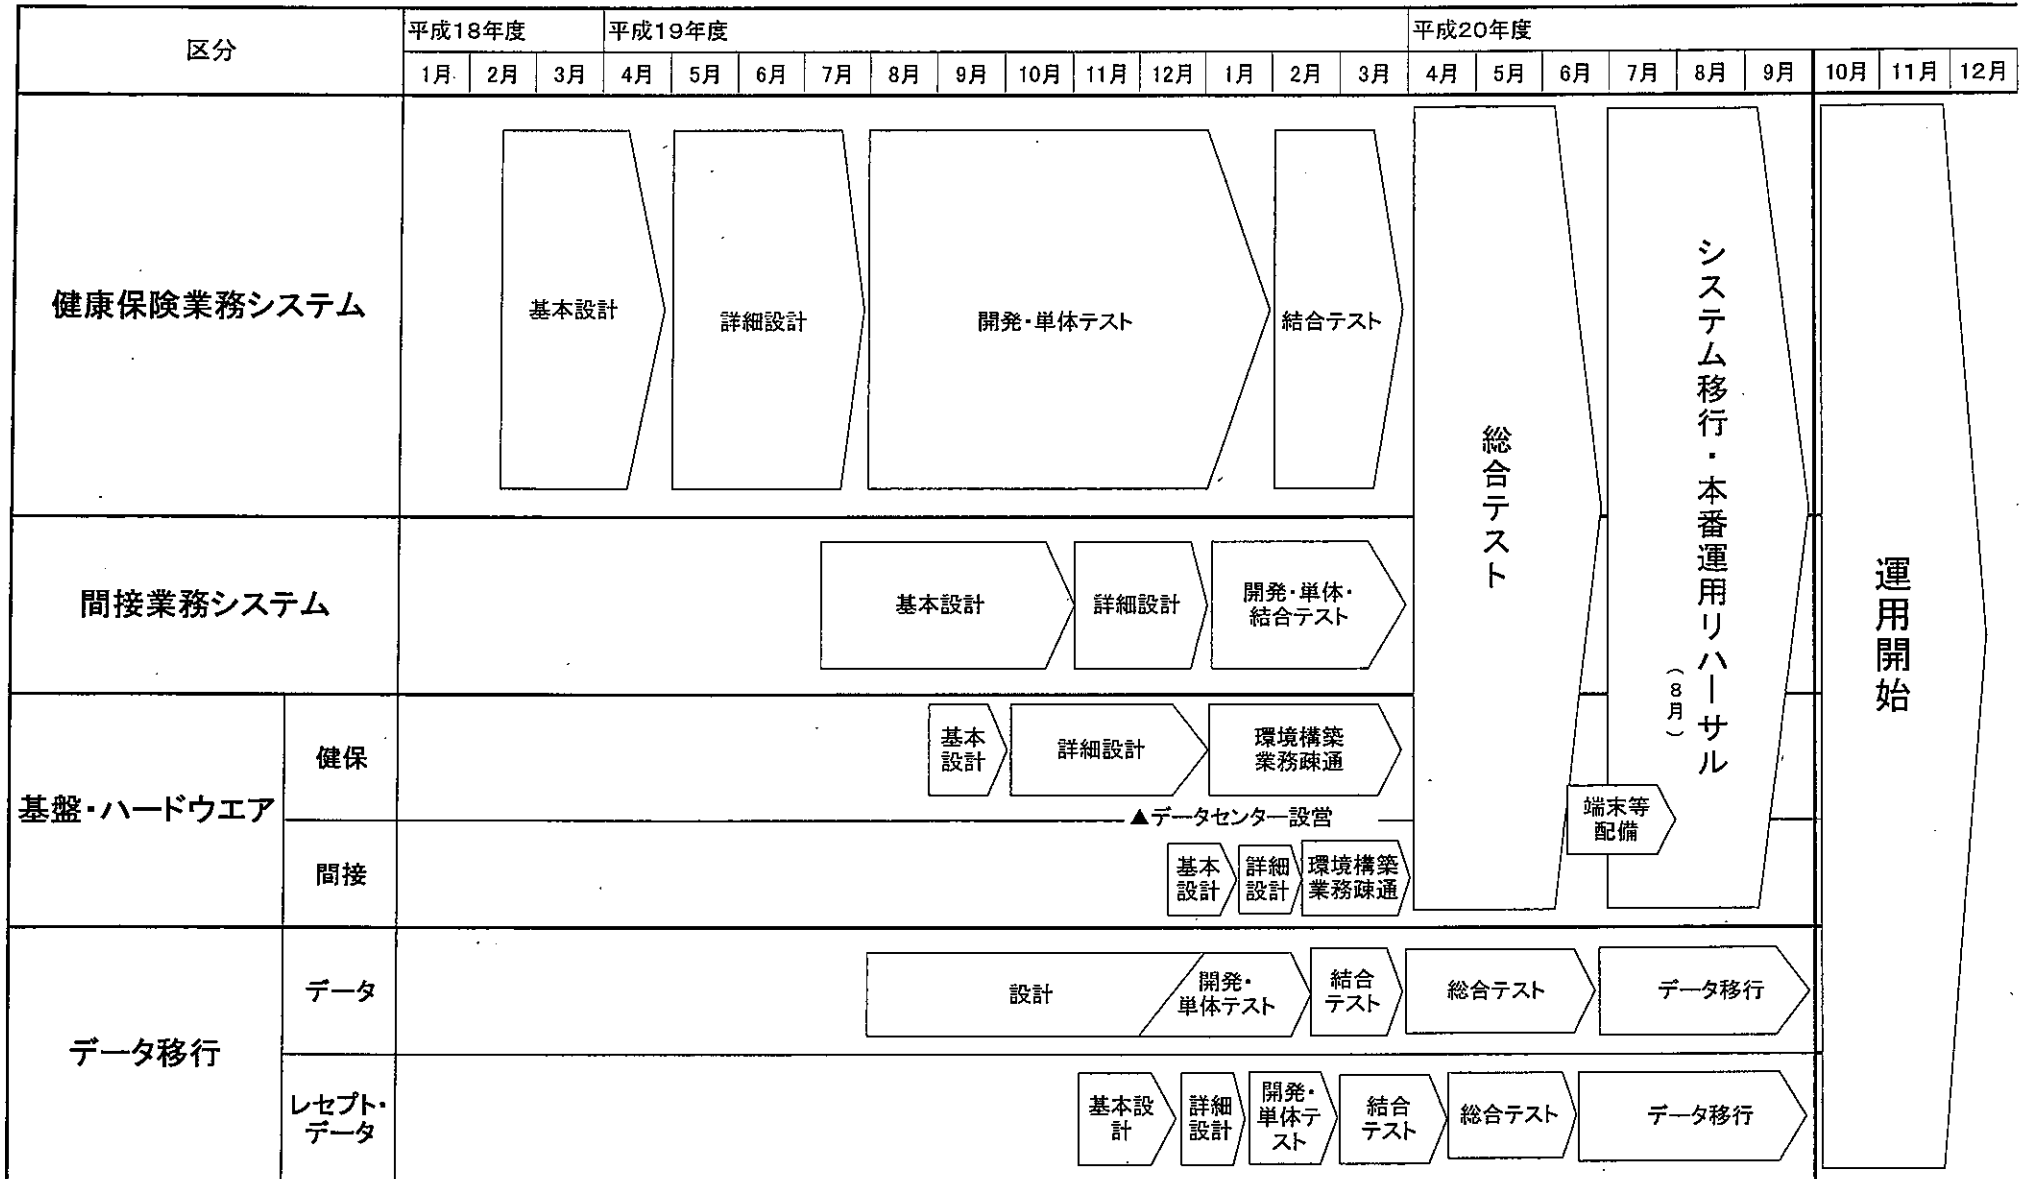 区分
平成18年度 平成19年度 平成20年度
1月 2月 3月 4月 5月 6月 7月 8月 9月 10月 11月 12月 1月 2月 3月 4月 5月 6月 7月 8月 9月 10月 11月 12月
健康保険業務システム
基本設計
詳細設計
開発・単体テスト
結合テスト
総合テスト
システム移行・本番運用リハーサル
(8月)
運用開始
間接業務システム
基本設計
詳細設計
開発・単体・
結合テスト
基盤・ハードウエア
健保
基本
設計
詳細設計
環境構築
業務疎通
▲データセンター設営
端末等
配備
間接
基本
設計
詳細
設計
環境構築
業務疎通
データ移行
データ
設計
開発・
単体テスト
結合
テスト
総合テスト
データ移行
レセプト・
データ
基本設
計
詳細
設計
開発・
単体テ
スト
結合
テスト
総合テスト
データ移行